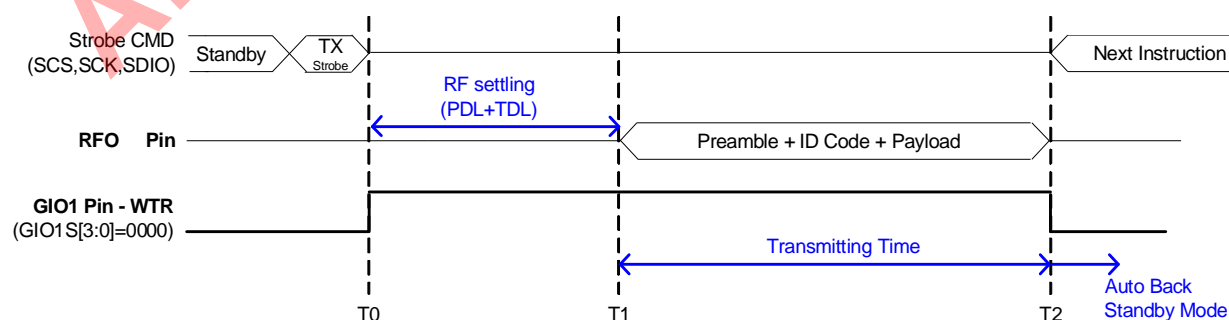 Strobe CMD
(SCS,SCK,SDIO)
Standby
TX
Strobe
Next Instruction
RF settling
(PDL+TDL)
RFO Pin
Preamble + ID Code + Payload
GIO1 Pin - WTR
(GIO1S[3:0]=0000)
Transmitting Time
Auto Back
Standby Mode
T0
T1
T2